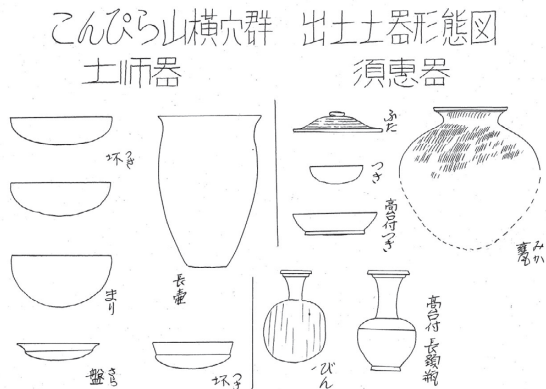 こんぴら山横穴群 出土土器形態図
土師器
須恵器
坏 つき
まり
盤 さら
長壷
坏 つき
ふた
つき
高台付つき
甕 みか
びん
高台付 長頸瓶